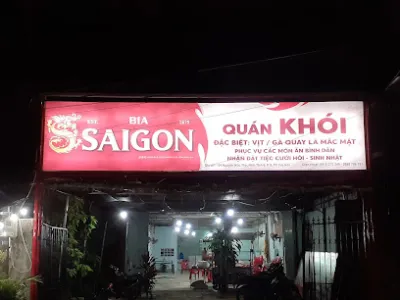 BIA
SAIGON
QUÁN KHÓI
ĐẶC BIỆT: VỊT / GÀ QUAY LÁ MẮC MẬT
PHỤC VỤ CÁC MÓN ĂN BÌNH DÂN
NHẬN ĐẶT TIỆC CƯỚI HỎI - SINH NHẬT